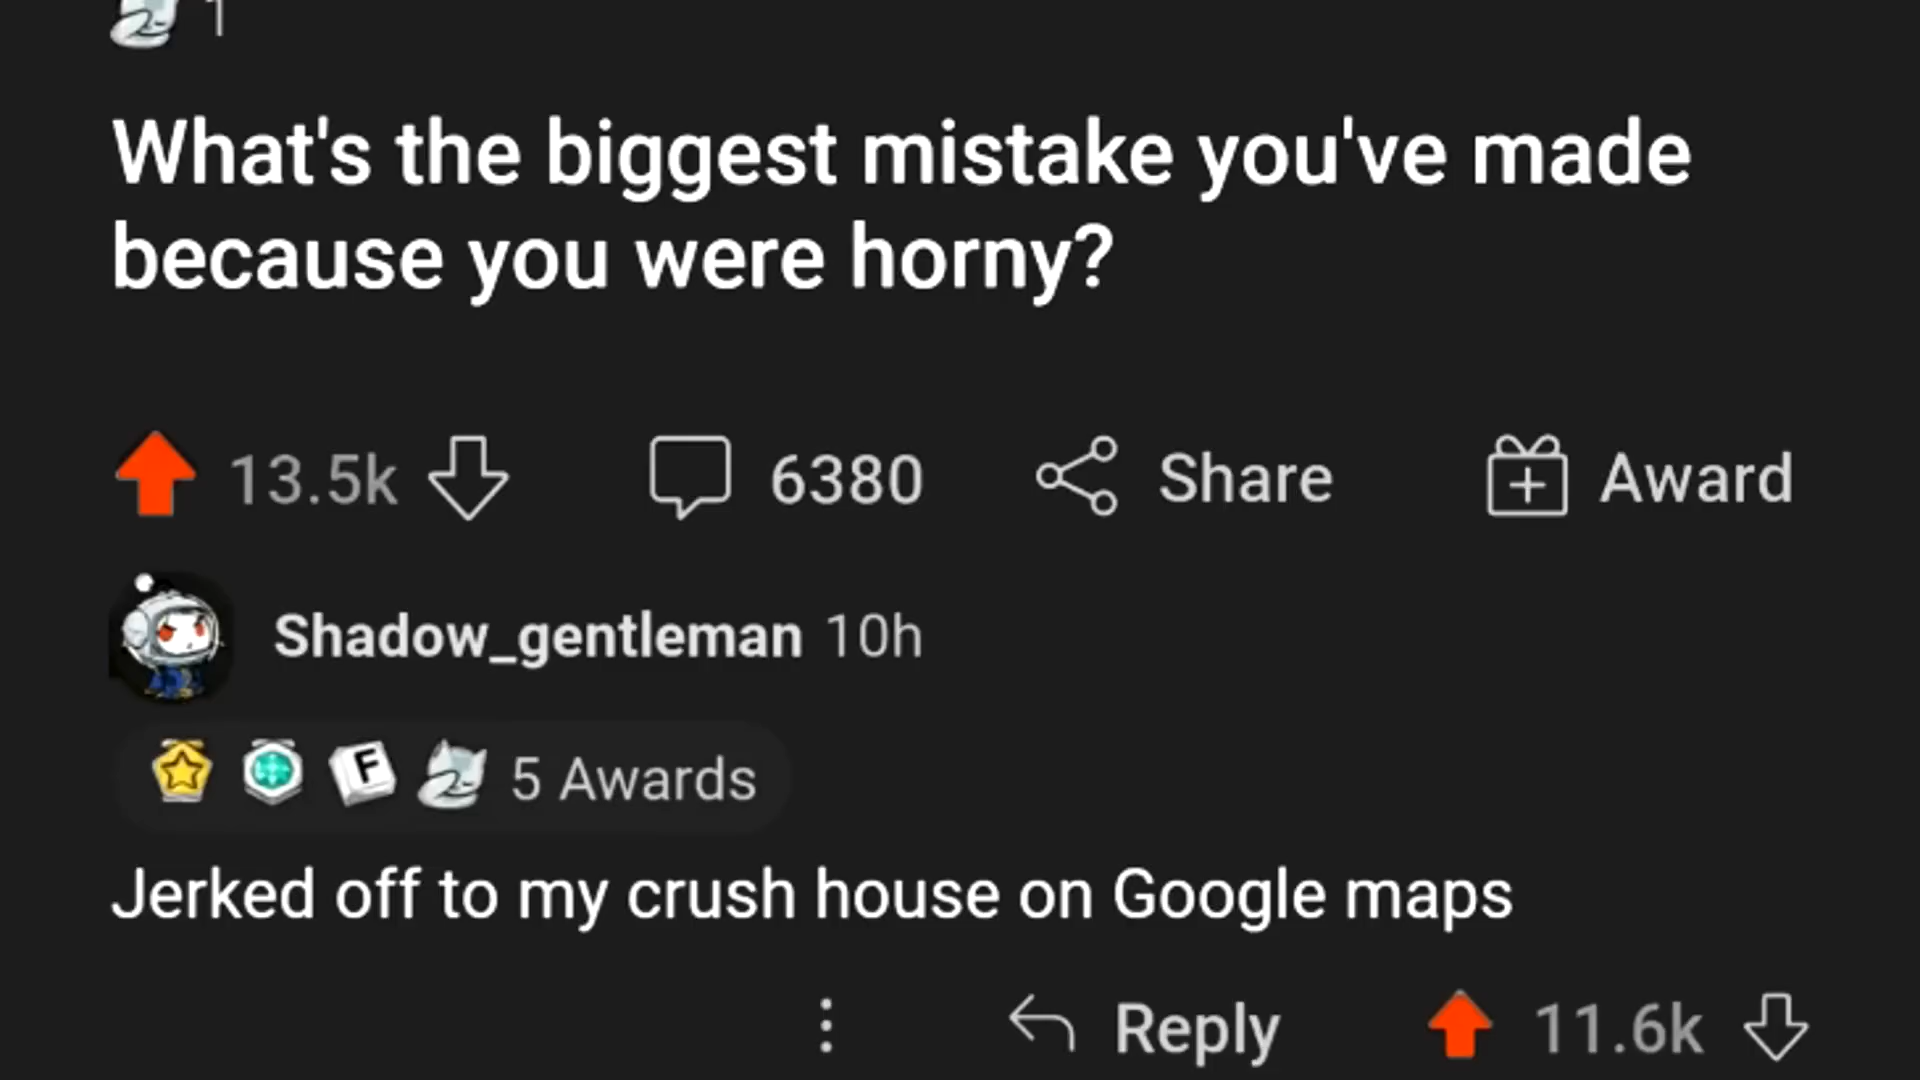 1
What's the biggest mistake you've made
because you were horny?
13.5k 6380 Share Award
Shadow_gentleman 10h
F 5 Awards
Jerked off to my crush house on Google maps
Reply 11.6k